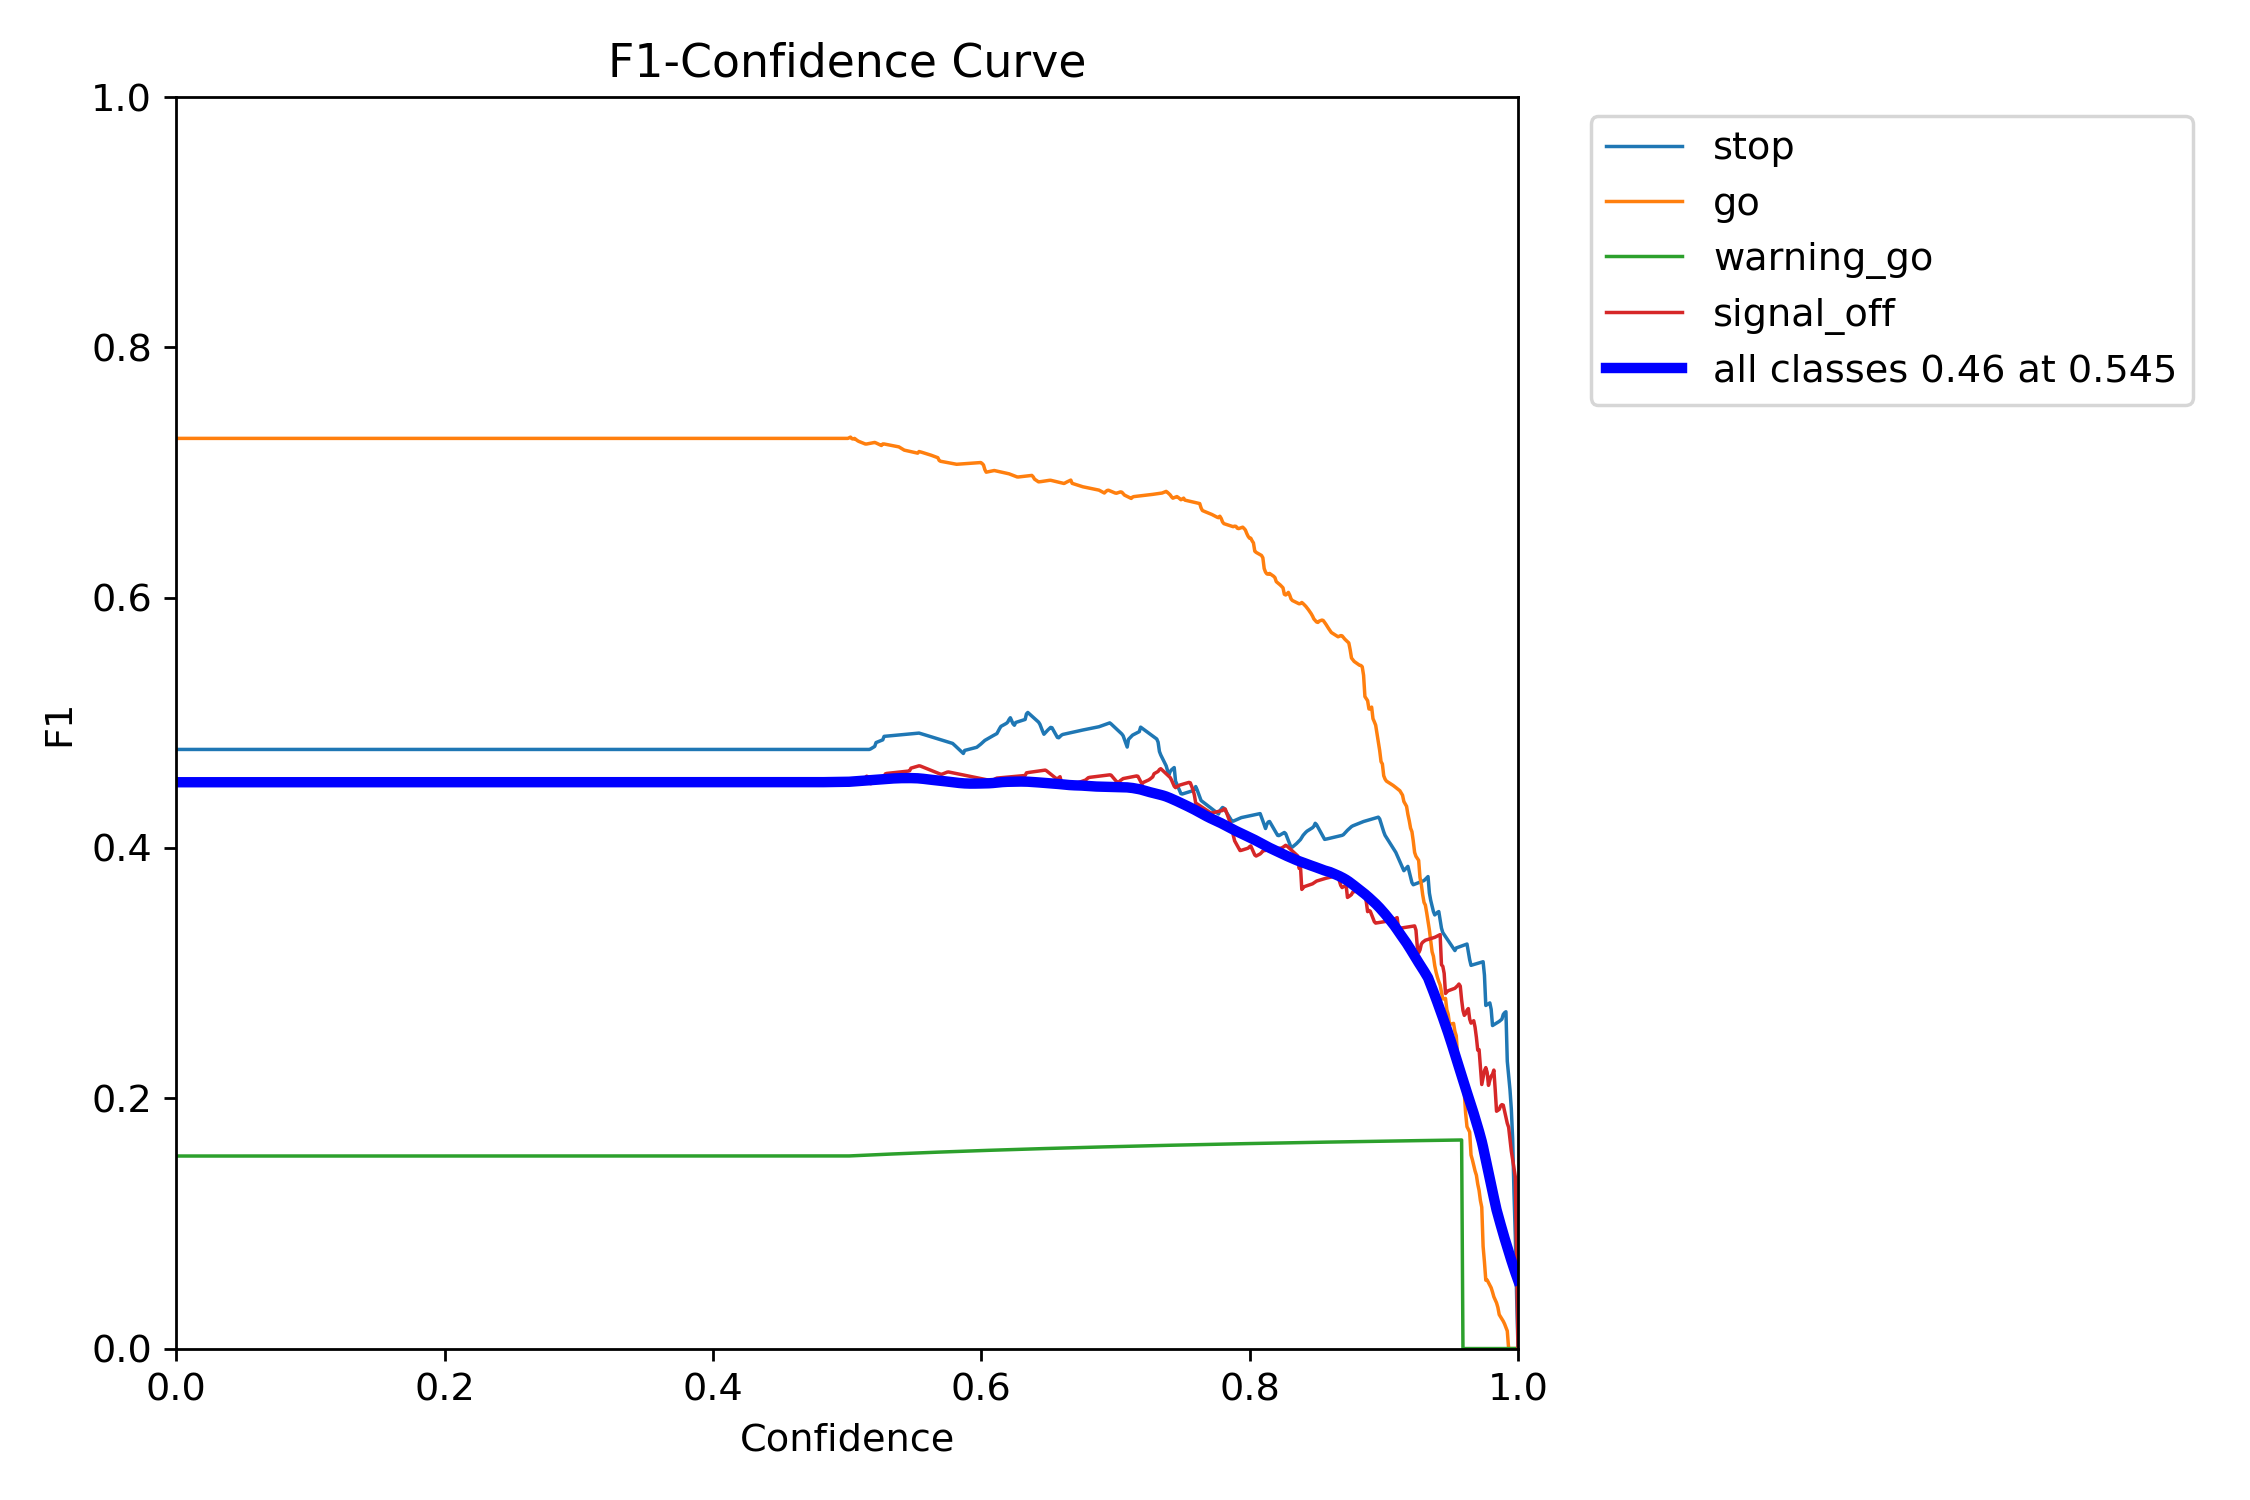 F1-Confidence Curve
1.0
0.8
0.6
0.4
0.2
0.0
F1
0.0 0.2 0.4 0.6 0.8 1.0
Confidence
stop
go
warning_go
signal_off
all classes 0.46 at 0.545